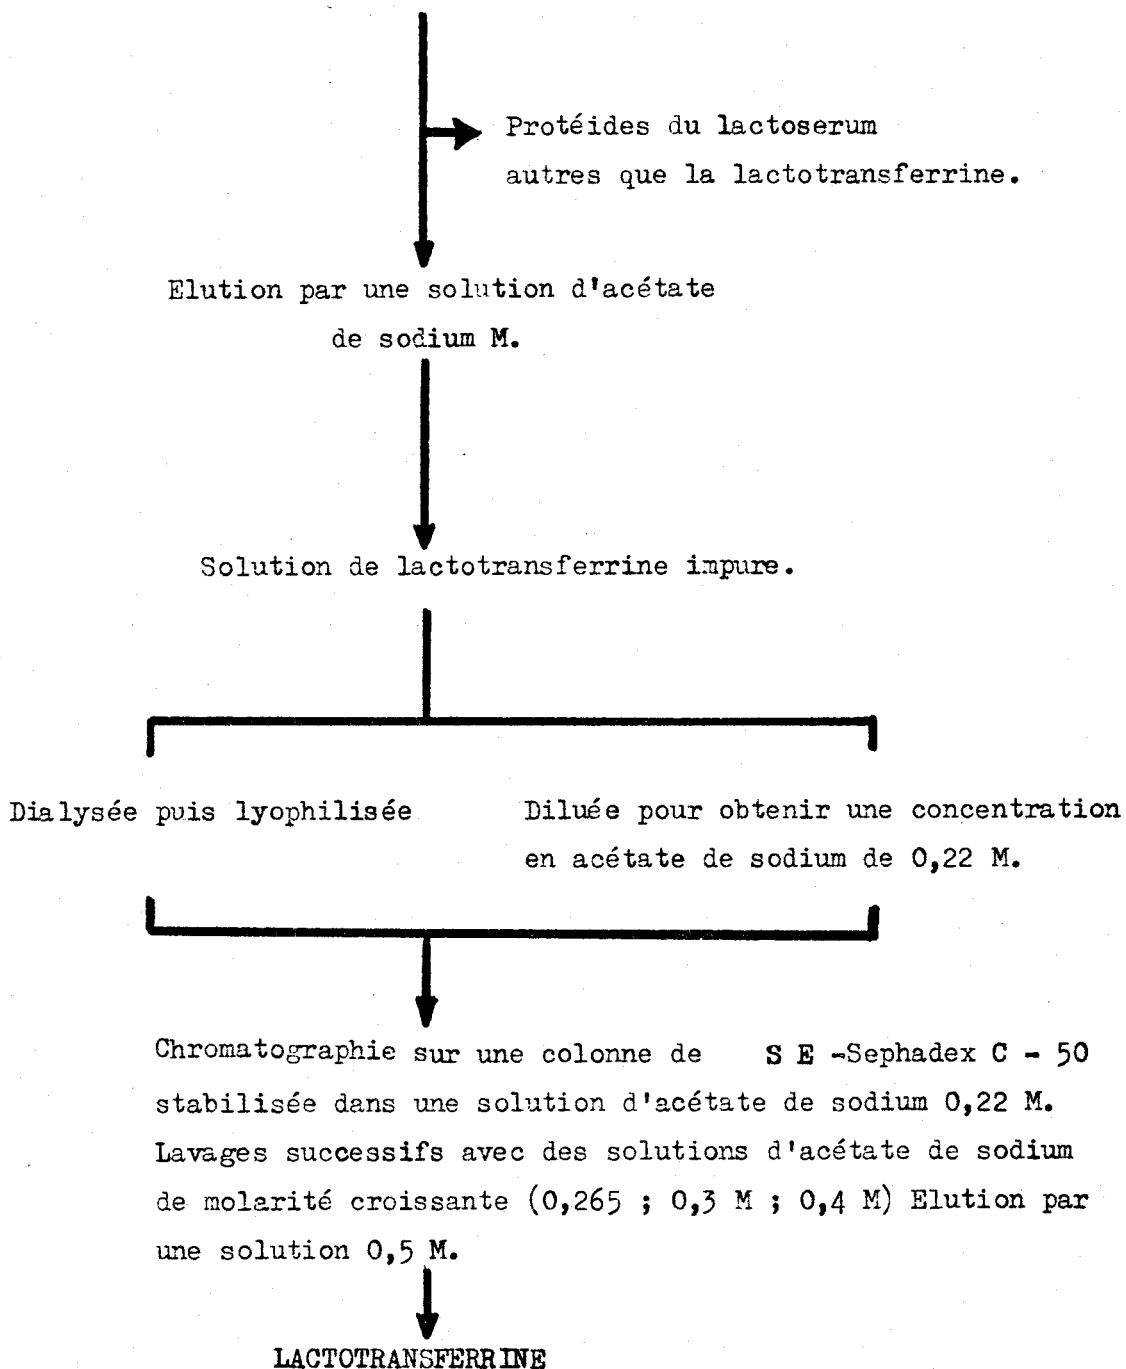 Protéides du lactoserum
autres que la lactotransferrine.
Elution par une solution d'acétate
de sodium M.
Solution de lactotransferrine impure.
Dialysée puis lyophilisée
Diluée pour obtenir une concentration
en acétate de sodium de 0,22 M.
Chromatographie sur une colonne de S E -Sephadex C - 50
stabilisée dans une solution d'acétate de sodium 0,22 M.
Lavages successifs avec des solutions d'acétate de sodium
de molarité croissante (0,265 ; 0,3 M ; 0,4 M) Elution par
une solution 0,5 M.
LACTOTRANSFERRINE